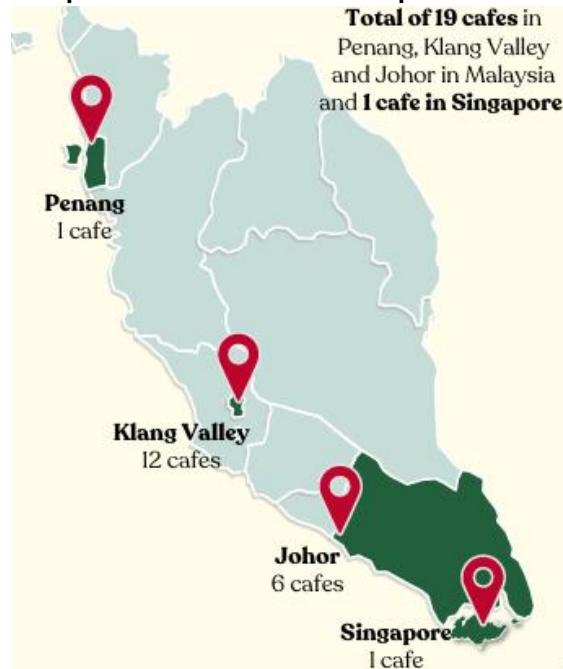 Total of 19 cafes in
Penang, Klang Valley
and Johor in Malaysia
and 1 cafe in Singapore
Penang
1 cafe
Klang Valley
12 cafes
Johor
6 cafes
Singapore
1 cafe